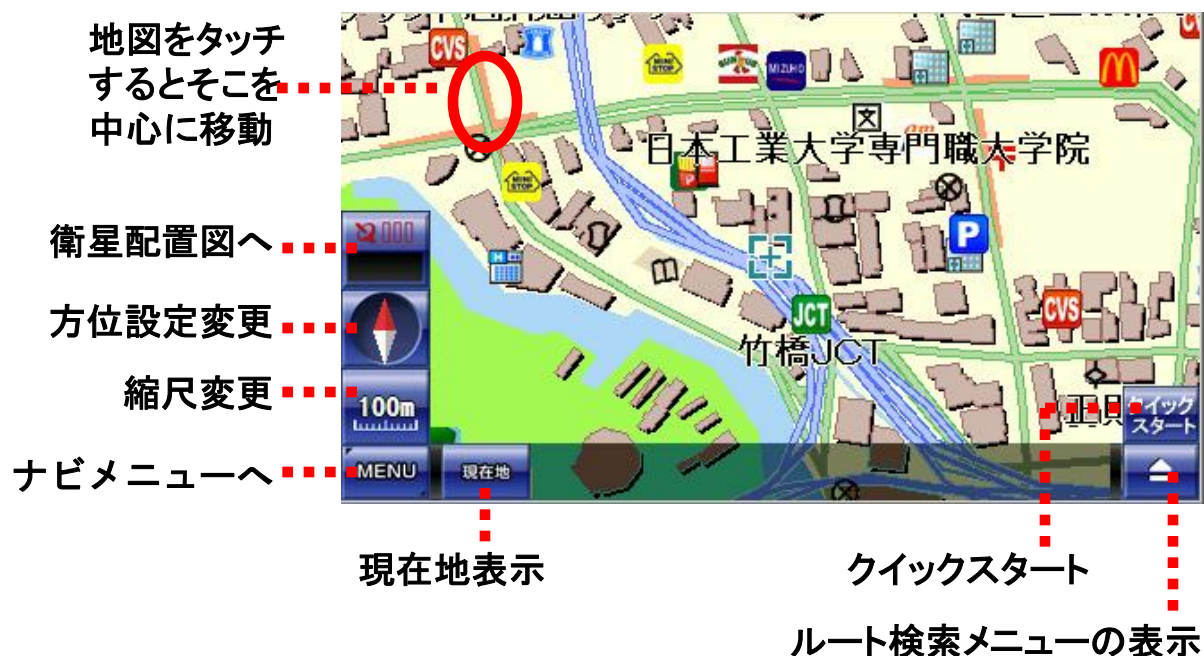 地図をタッチ
するとそこを
中心に移動
CVS
MINI
STOP
SUNKUS
MIZUHO
文
am
日本工業大学専門職大学院
MINI
STOP
P
衛星配置図へ
H
P
方位設定変更
JCT
CVS
竹橋JCT
縮尺変更
100m
クイック
スタート
ナビメニューへ
MENU
現在地
現在地表示
クイックスタート
ルート検索メニューの表示